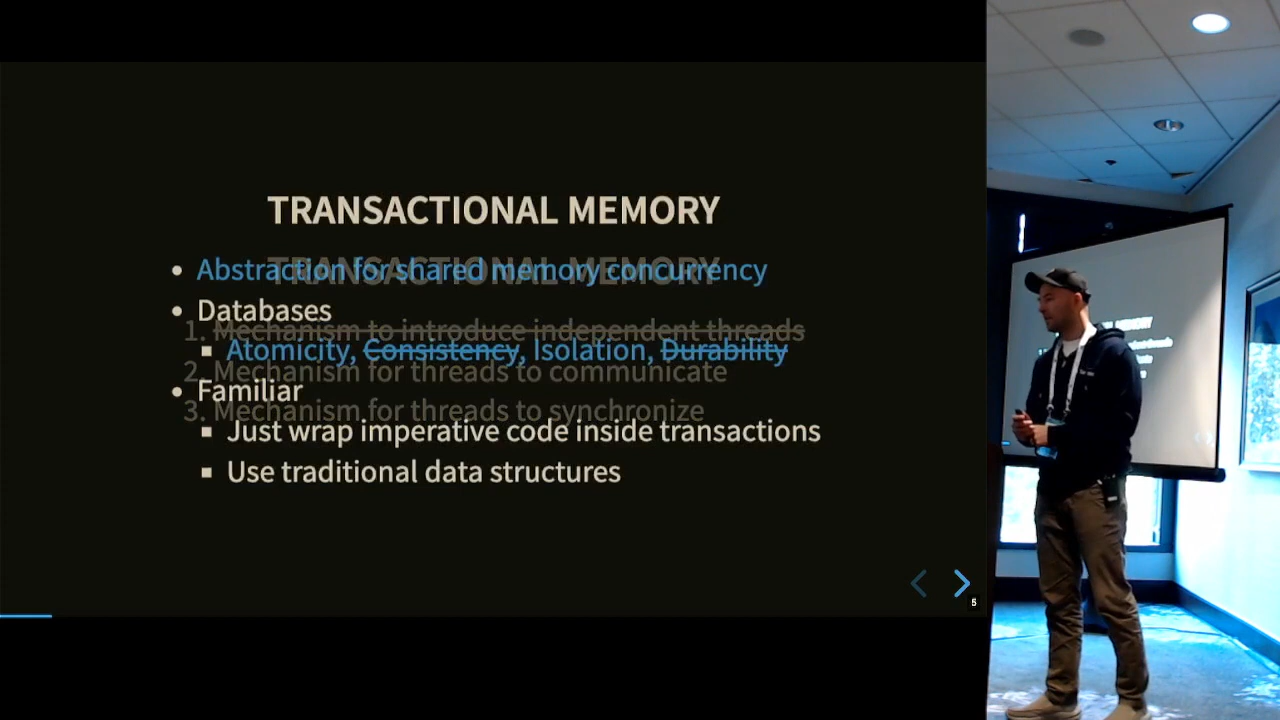 TRANSACTIONAL MEMORY
• Abstraction for shared memory concurrency
TRANSACTIONAL MEMORY
• Databases
1. Mechanism to introduce independent threads
▪ Atomicity, Consistency, Isolation, Durability
2. Mechanism for threads to communicate
• Familiar
3. Mechanism for threads to synchronize
▪ Just wrap imperative code inside transactions
▪ Use traditional data structures
5